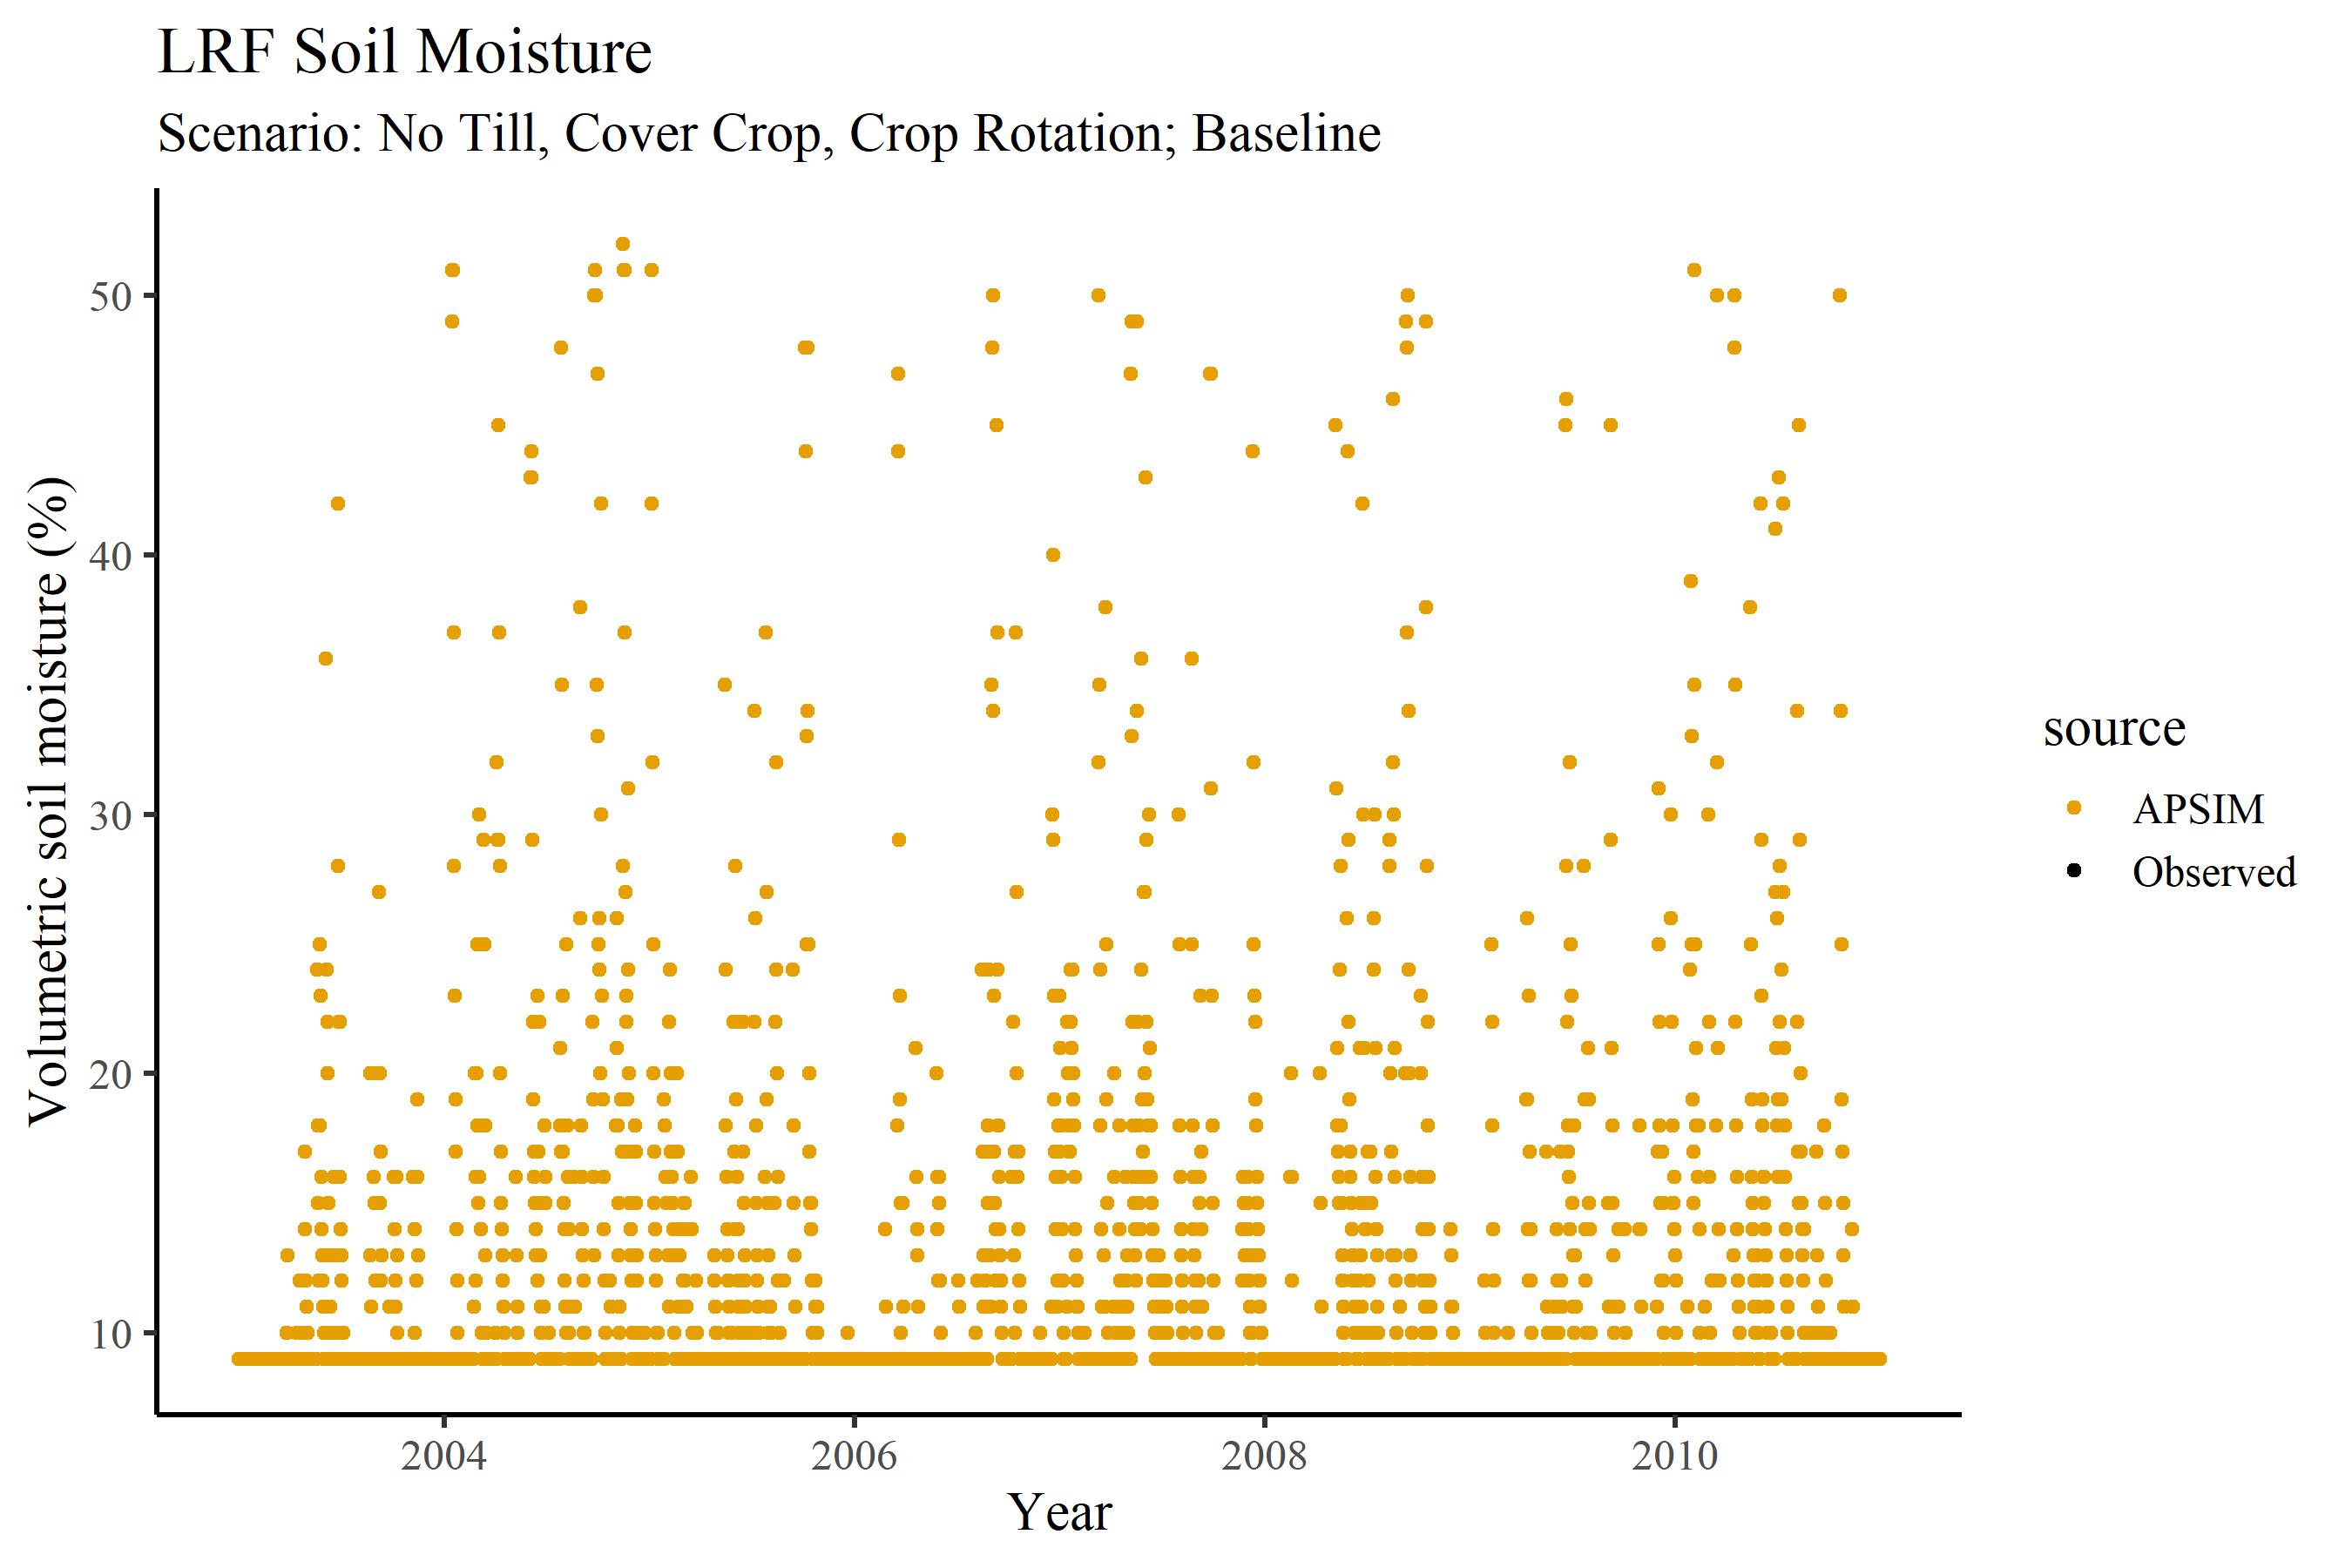 LRF Soil Moisture
Scenario: No Till, Cover Crop, Crop Rotation; Baseline
Volumetric soil moisture (%)
50
40
30
20
10
2004
2006
2008
2010
Year
source
APSIM
Observed